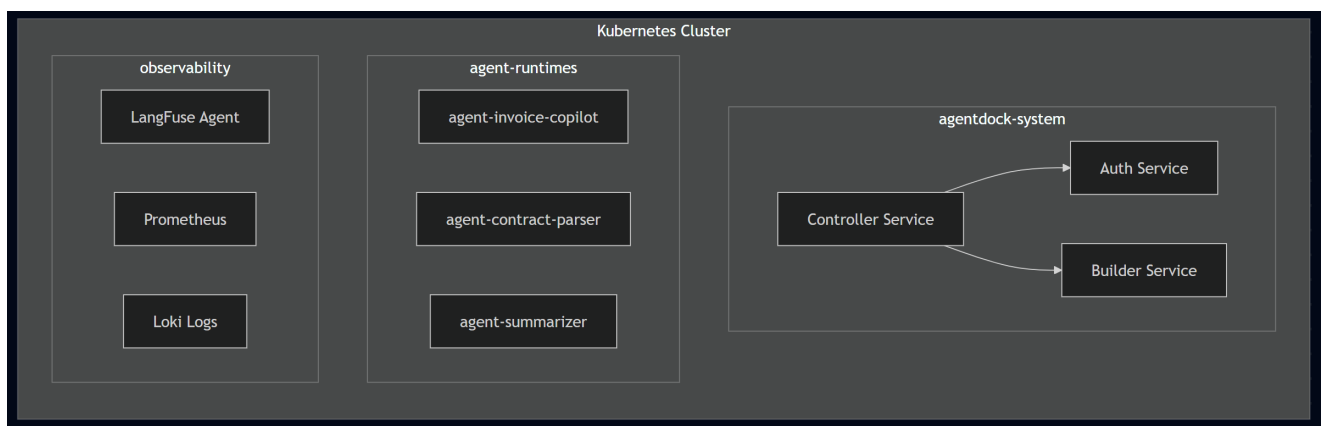 Kubernetes Cluster
observability
LangFuse Agent
Prometheus
Loki Logs
agent-runtimes
agent-invoice-copilot
agent-contract-parser
agent-summarizer
agentdock-system
Controller Service
Auth Service
Builder Service